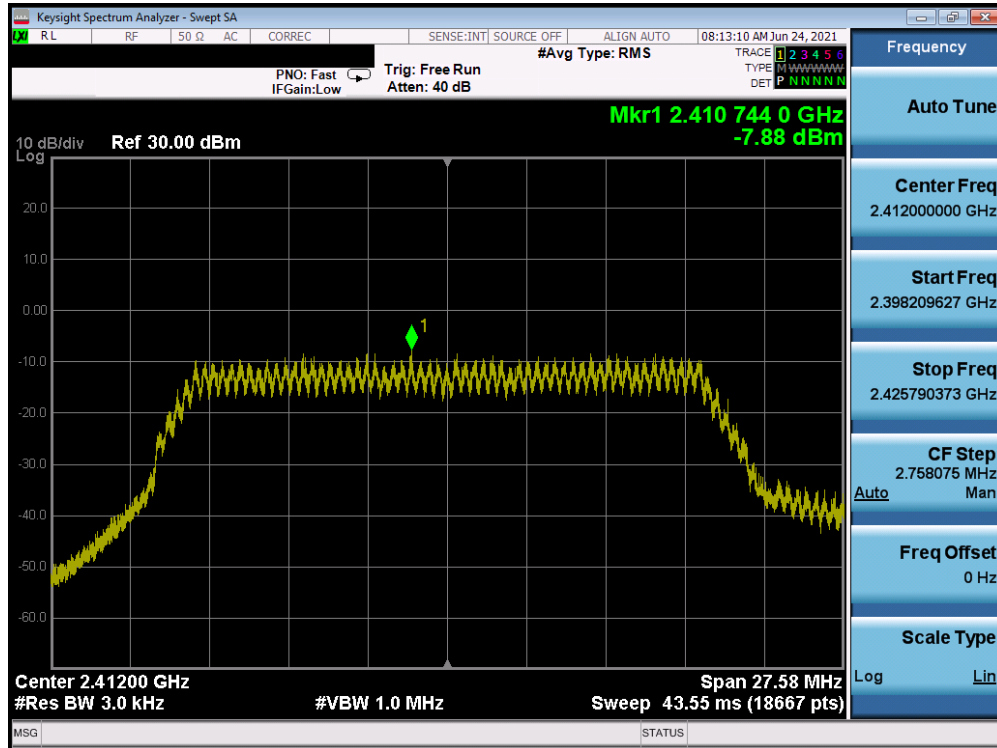 Keysight Spectrum Analyzer - Swept SA
LXI RL RF 50 Ω AC CORREC SENSE:INT SOURCE OFF ALIGN AUTO 08:13:10 AM Jun 24, 2021
#Avg Type: RMS
TRACE 1 2 3 4 5 6
TYPE M WWWWW
DET P N N N N N
PNO: Fast Trig: Free Run
IFGain:Low Atten: 40 dB
Mkr1 2.410 744 0 GHz
-7.88 dBm
10 dB/div Ref 30.00 dBm
Log
20.0
10.0
0.00
-10.0
-20.0
-30.0
-40.0
-50.0
-60.0
1
Center 2.41200 GHz Span 27.58 MHz
#Res BW 3.0 kHz #VBW 1.0 MHz Sweep 43.55 ms (18667 pts)
MSG STATUS
Frequency
Auto Tune
Center Freq
2.412000000 GHz
Start Freq
2.398209627 GHz
Stop Freq
2.425790373 GHz
CF Step
2.758075 MHz
Auto Man
Freq Offset
0 Hz
Scale Type
Log Lin